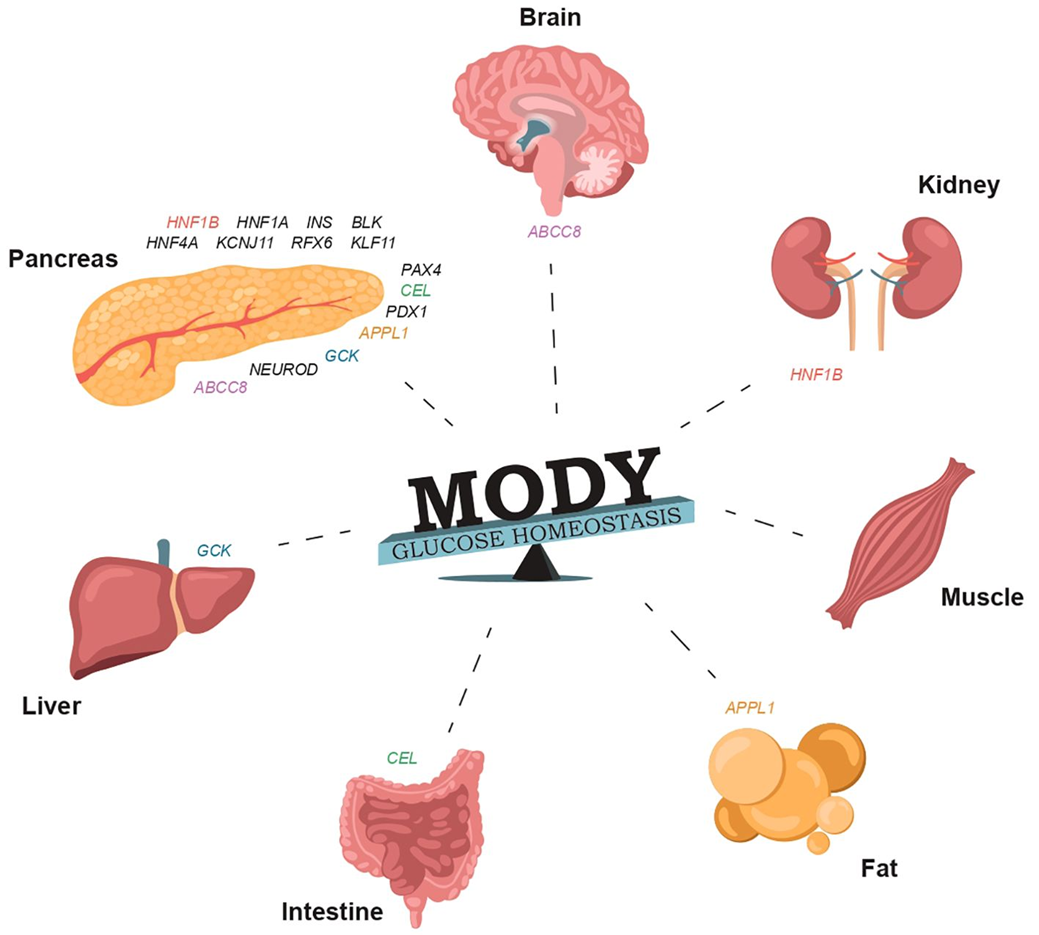 Brain
ABCC8
Kidney
HNF1B
Pancreas
HNF1B HNF1A INS BLK
HNF4A KCNJ11 RFX6 KLF11
PAX4
CEL
PDX1
APPL1
GCK
NEUROD
ABCC8
MODY
GLUCOSE HOMEOSTASIS
Muscle
GCK
Liver
APPL1
Fat
CEL
Intestine